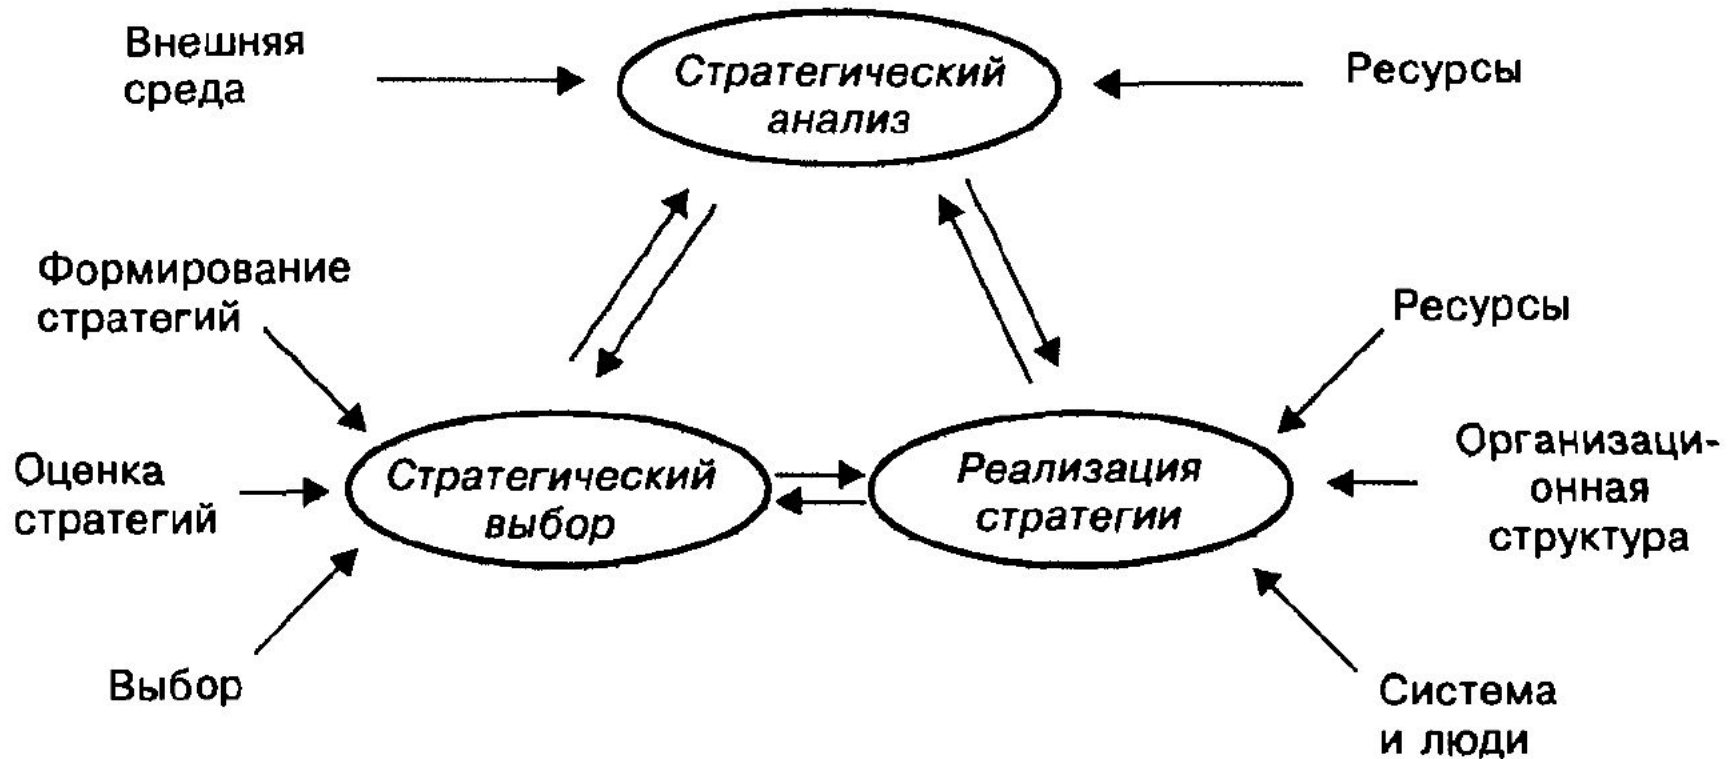 Внешняя
среда
Стратегический
анализ
Ресурсы
Формирование
стратегий
Ресурсы
Оценка
стратегий
Стратегический
выбор
Реализация
стратегии
Организаци-
онная
структура
Выбор
Система
и люди